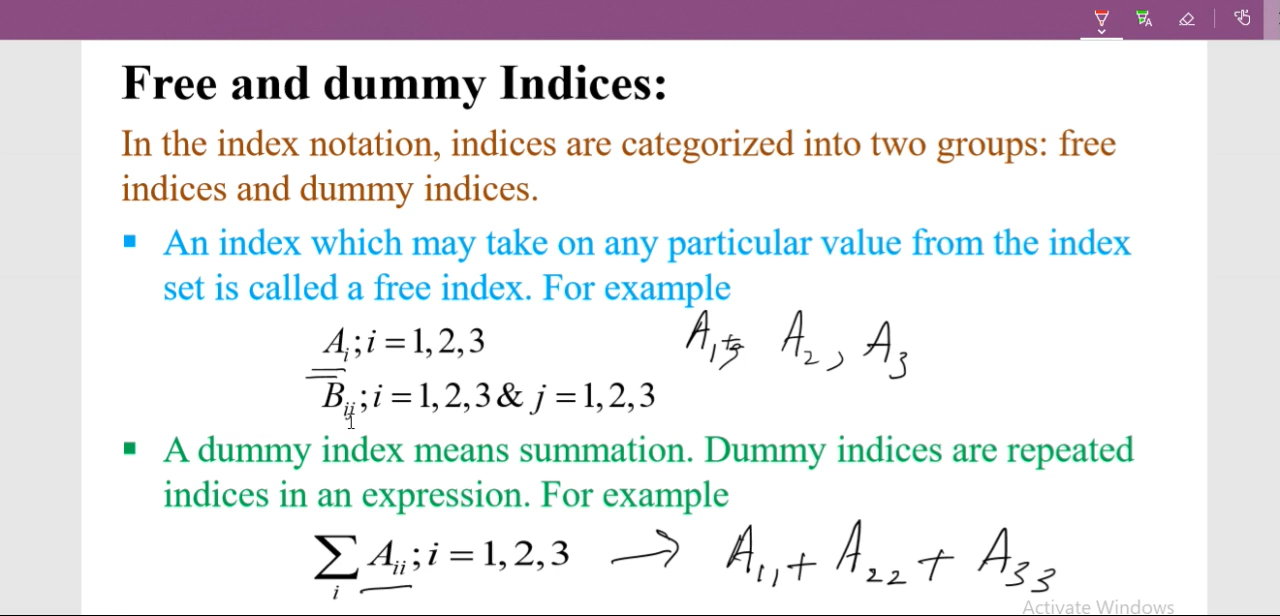 Free and dummy Indices:
In the index notation, indices are categorized into two groups: free
indices and dummy indices.
▪ An index which may take on any particular value from the index
set is called a free index. For example
A_i; i = 1, 2, 3 A_1, A_2, A_3
B_ij; i = 1, 2, 3 & j = 1, 2, 3
▪ A dummy index means summation. Dummy indices are repeated
indices in an expression. For example
∑_i A_ii; i = 1, 2, 3 → A_11 + A_22 + A_33
Activate Windows